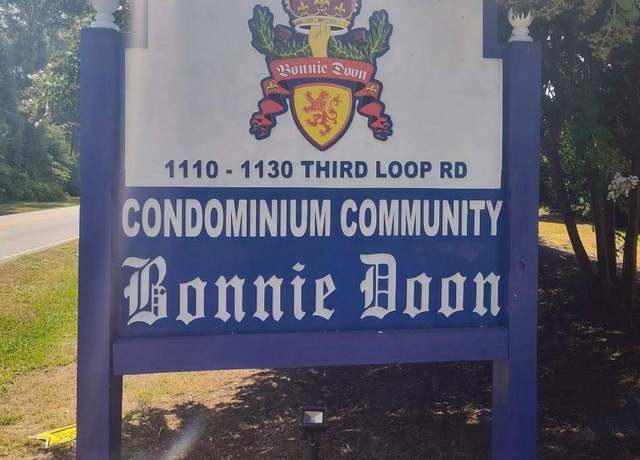 Bonnie Doon
1110 - 1130 THIRD LOOP RD
CONDOMINIUM COMMUNITY
Bonnie Doon